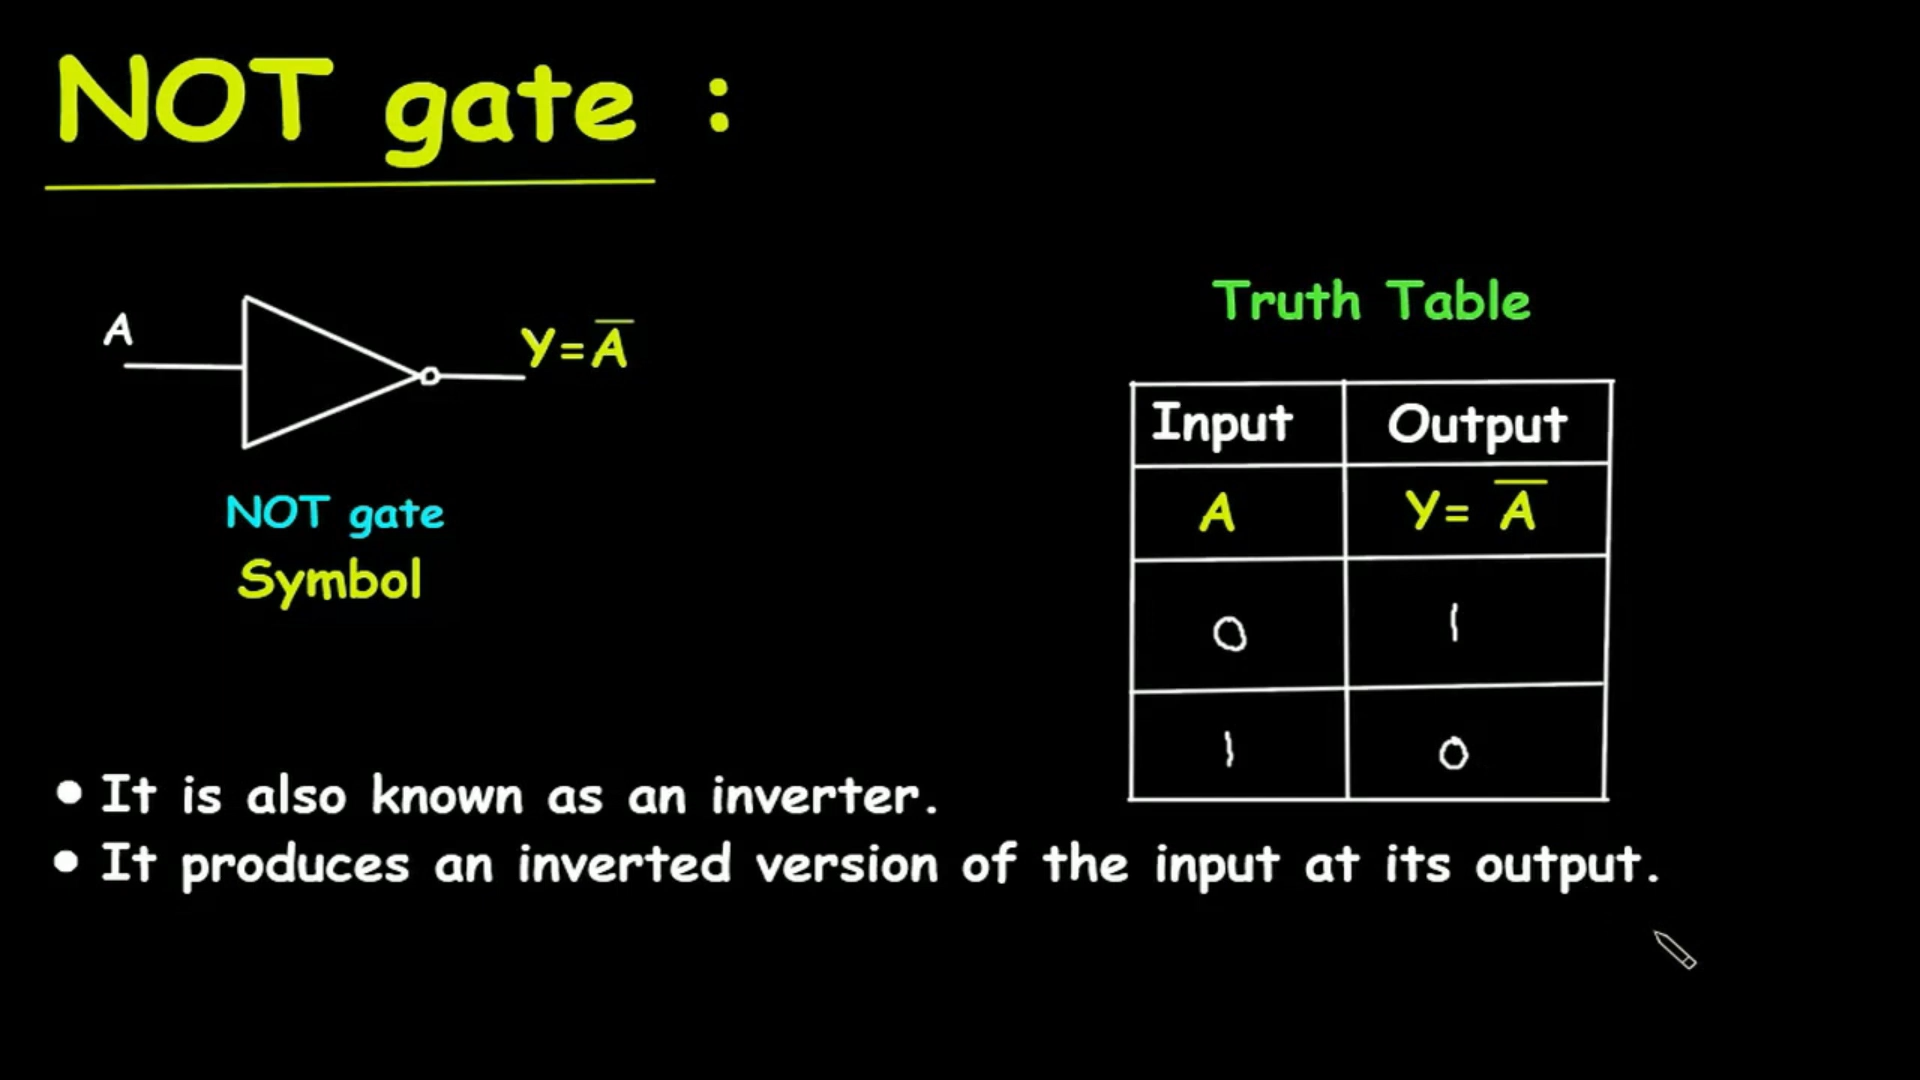 NOT gate :
A
Y=A̅
NOT gate
Symbol
Truth Table
Input Output
A Y= A̅
0 1
1 0
• It is also known as an inverter.
• It produces an inverted version of the input at its output.